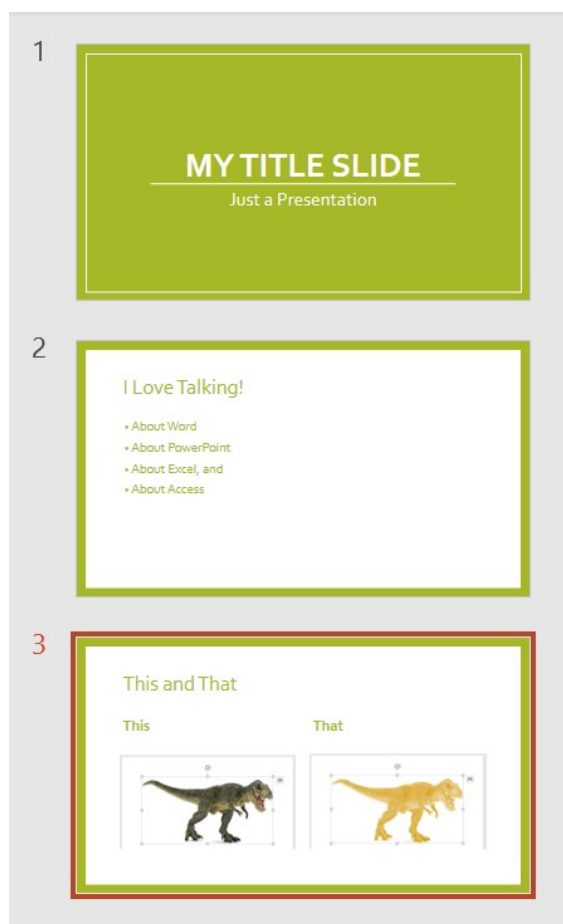 1
MY TITLE SLIDE
Just a Presentation
2
I Love Talking!
• About Word
• About PowerPoint
• About Excel, and
• About Access
3
This and That
This That